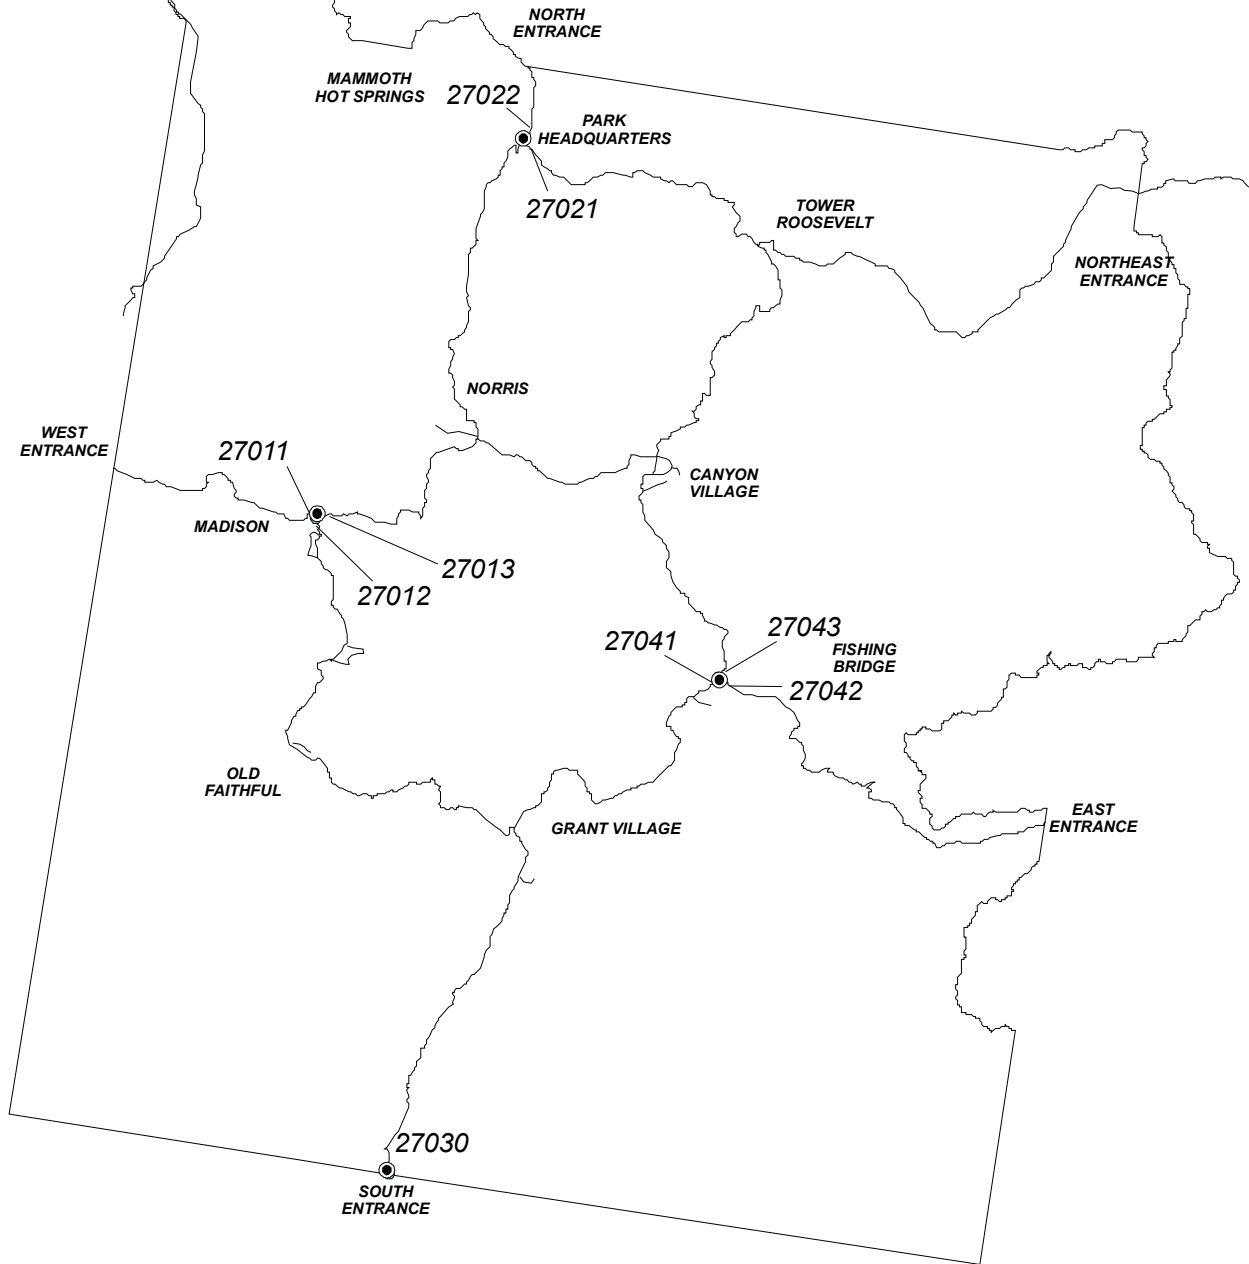 NORTH
ENTRANCE
MAMMOTH
HOT SPRINGS
27022
PARK
HEADQUARTERS
27021
TOWER
ROOSEVELT
NORTHEAST
ENTRANCE
NORRIS
WEST
ENTRANCE
27011
CANYON
VILLAGE
MADISON
27013
27012
27041
27043
FISHING
BRIDGE
27042
OLD
FAITHFUL
GRANT VILLAGE
EAST
ENTRANCE
27030
SOUTH
ENTRANCE